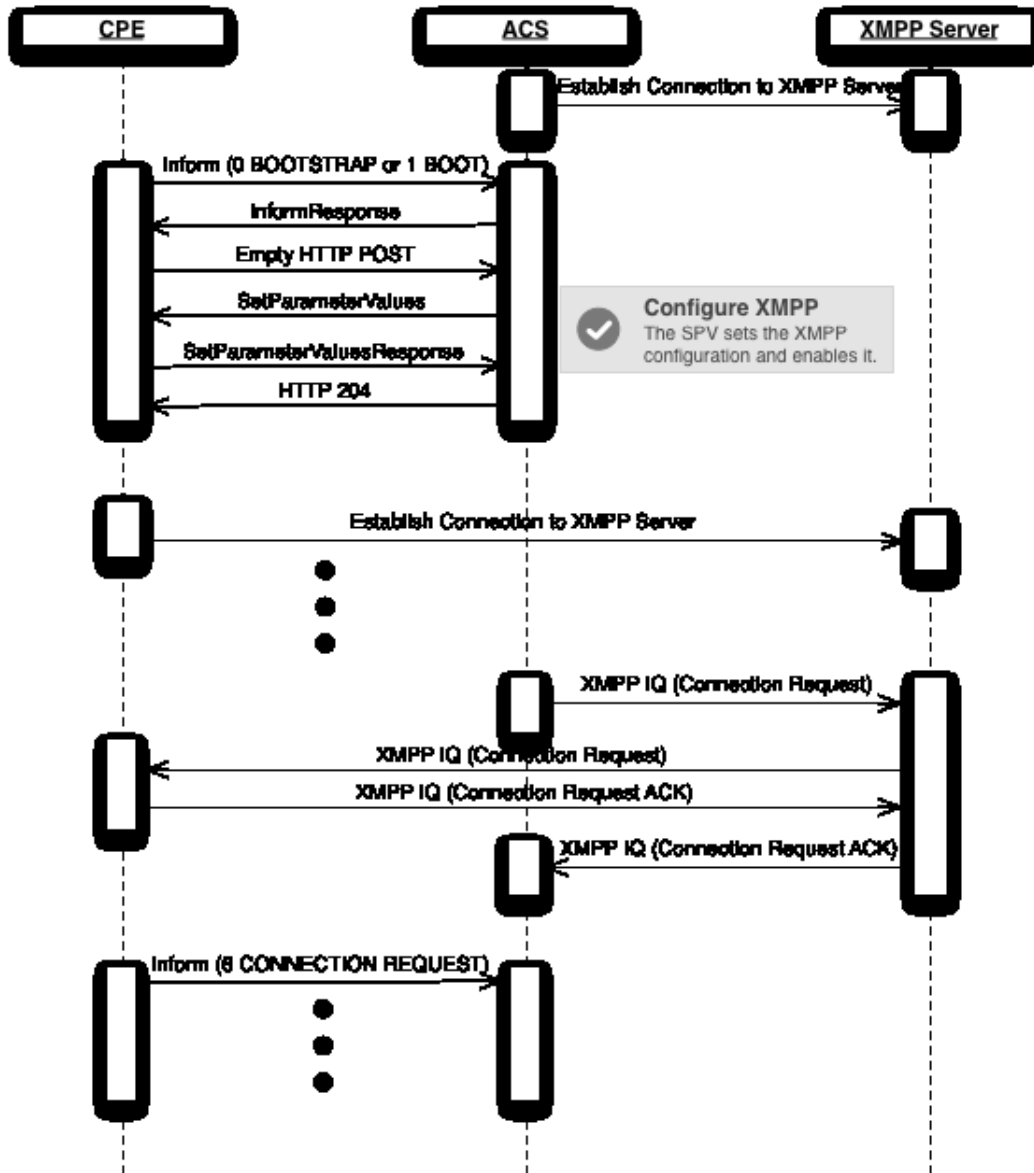 CPE
ACS
XMPP Server
Establish Connection to XMPP Server
Inform (0 BOOTSTRAP or 1 BOOT)
InformResponse
Empty HTTP POST
SetParameterValues
Configure XMPP
The SPV sets the XMPP
configuration and enables it.
SetParameterValuesResponse
HTTP 204
Establish Connection to XMPP Server
XMPP IQ (Connection Request)
XMPP IQ (Connection Request)
XMPP IQ (Connection Request ACK)
XMPP IQ (Connection Request ACK)
Inform (6 CONNECTION REQUEST)